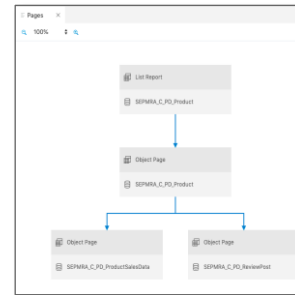 Pages ×
100%
List Report
SEPMRA_C_PD_Product
Object Page
SEPMRA_C_PD_Product
Object Page
Object Page
SEPMRA_C_PD_ProductSalesData
SEPMRA_C_PD_ReviewPost